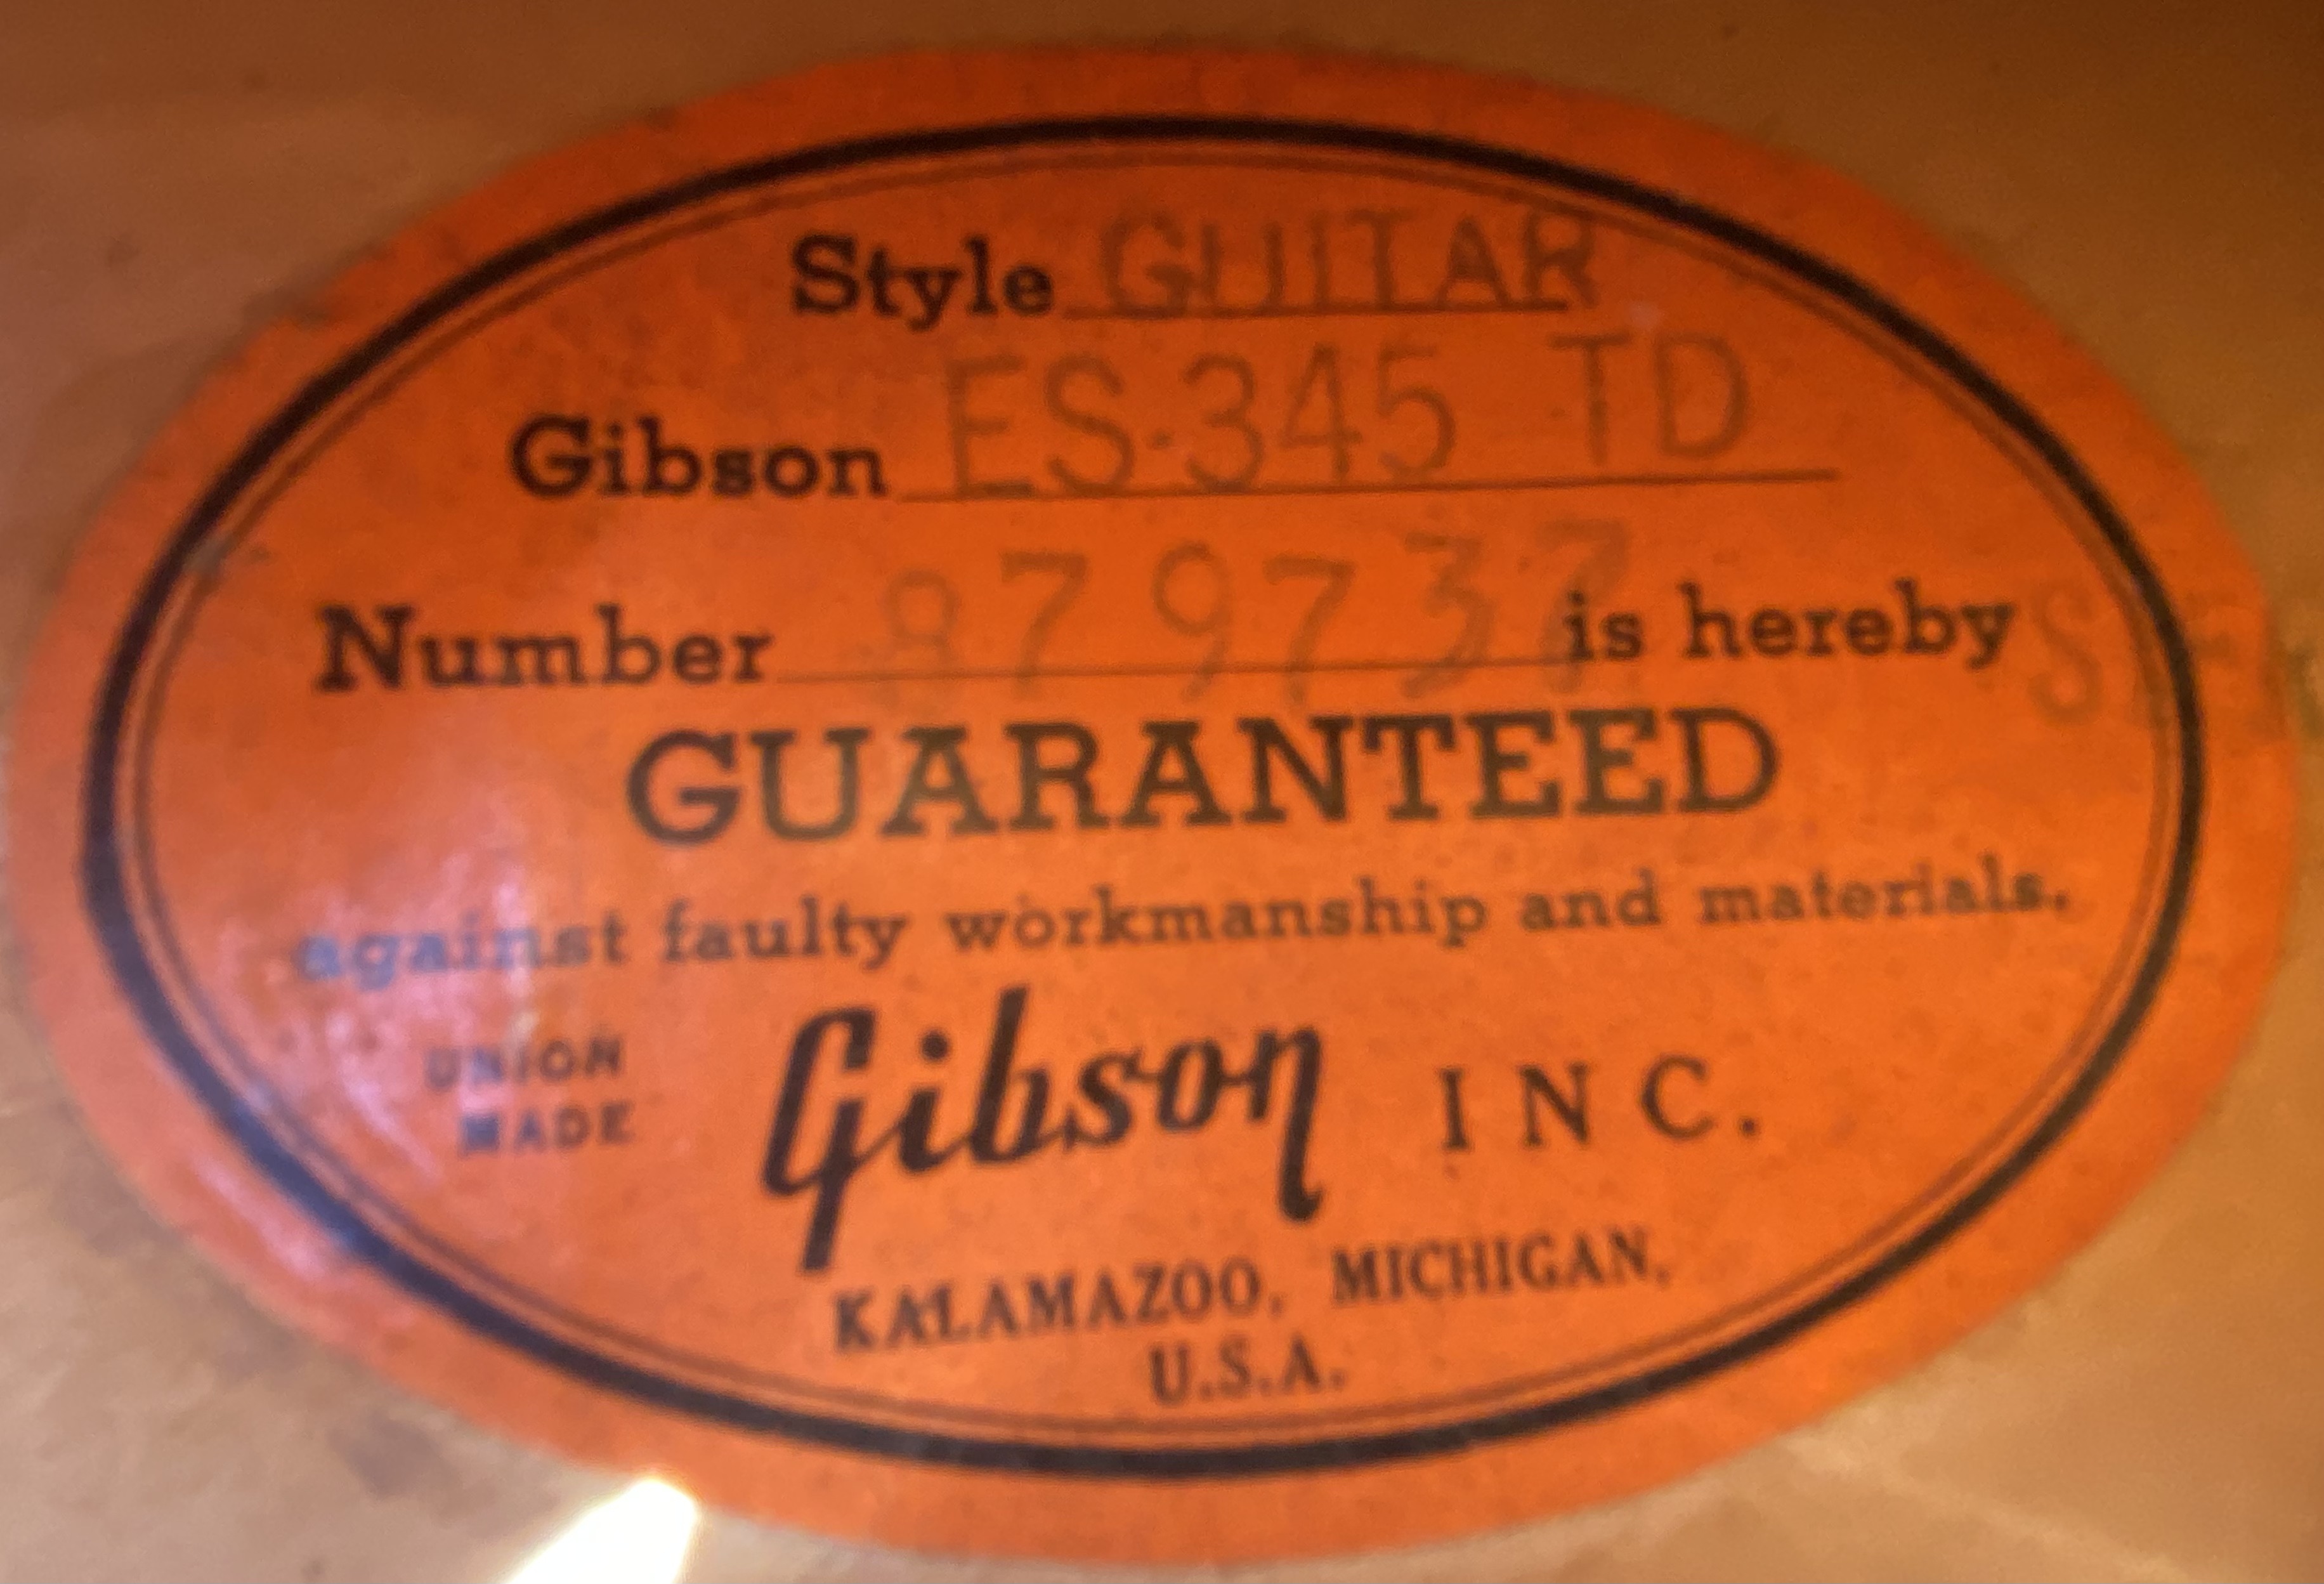 Style GUITAR
Gibson ES-345 TD
Number 879737 is hereby S
GUARANTEED
against faulty workmanship and materials.
UNION
MADE
Gibson INC.
KALAMAZOO, MICHIGAN,
U.S.A.